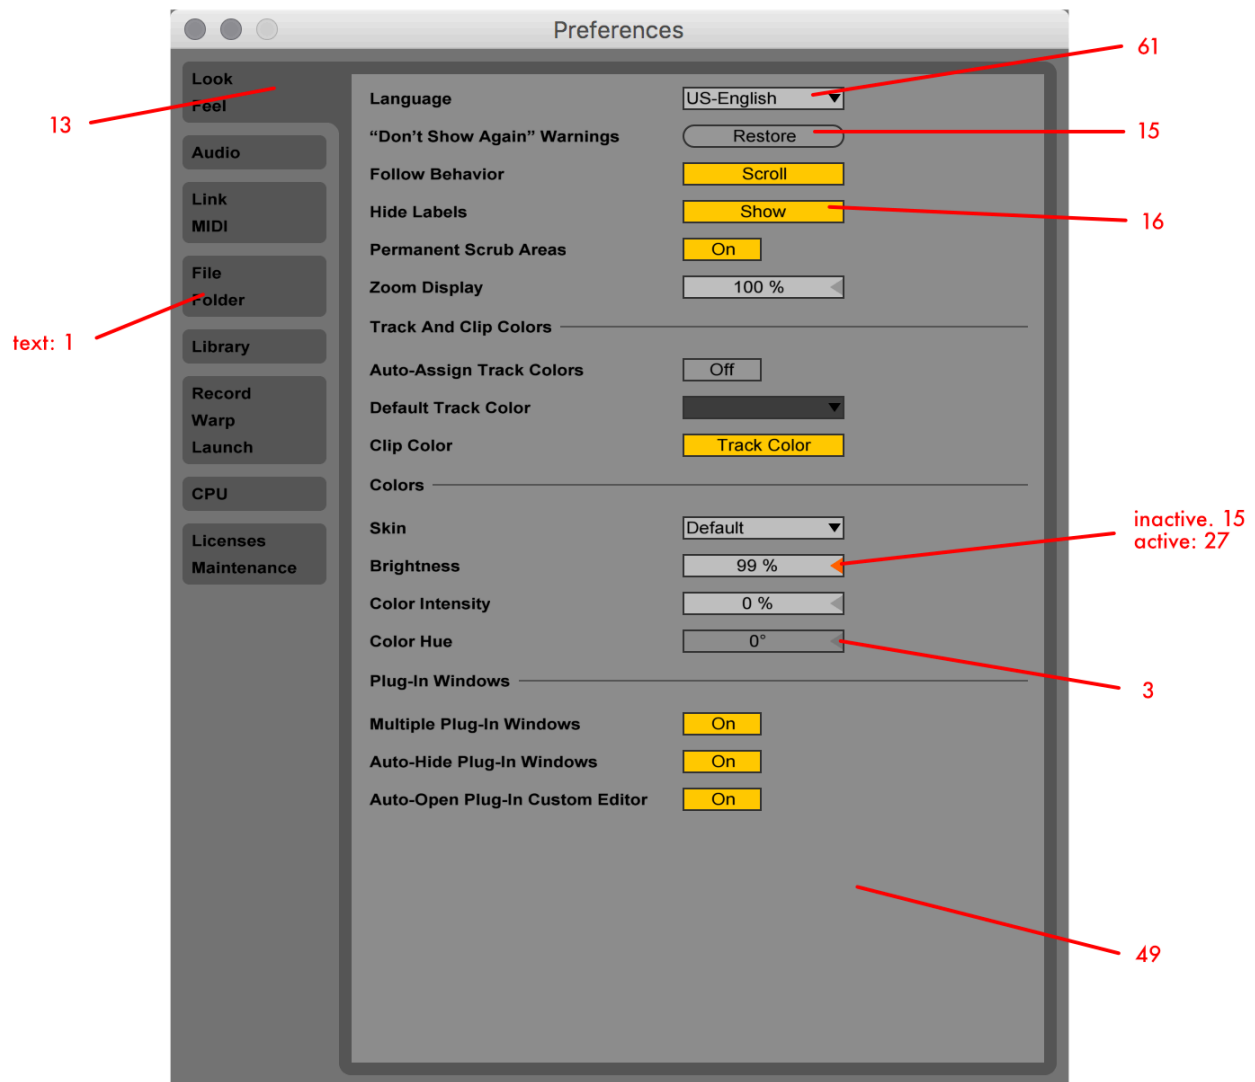 Preferences
61
Look
Feel
13
Language
US-English
15
“Don’t Show Again” Warnings
Restore
Audio
Follow Behavior
Scroll
Link
MIDI
Hide Labels
Show
16
Permanent Scrub Areas
On
File
Folder
text: 1
Zoom Display
100 %
Track And Clip Colors
Library
Auto-Assign Track Colors
Off
Record
Warp
Launch
Default Track Color
Clip Color
Track Color
CPU
Colors
Skin
Default
inactive. 15
active: 27
Licenses
Maintenance
Brightness
99 %
Color Intensity
0 %
Color Hue
0°
3
Plug-In Windows
Multiple Plug-In Windows
On
Auto-Hide Plug-In Windows
On
Auto-Open Plug-In Custom Editor
On
49